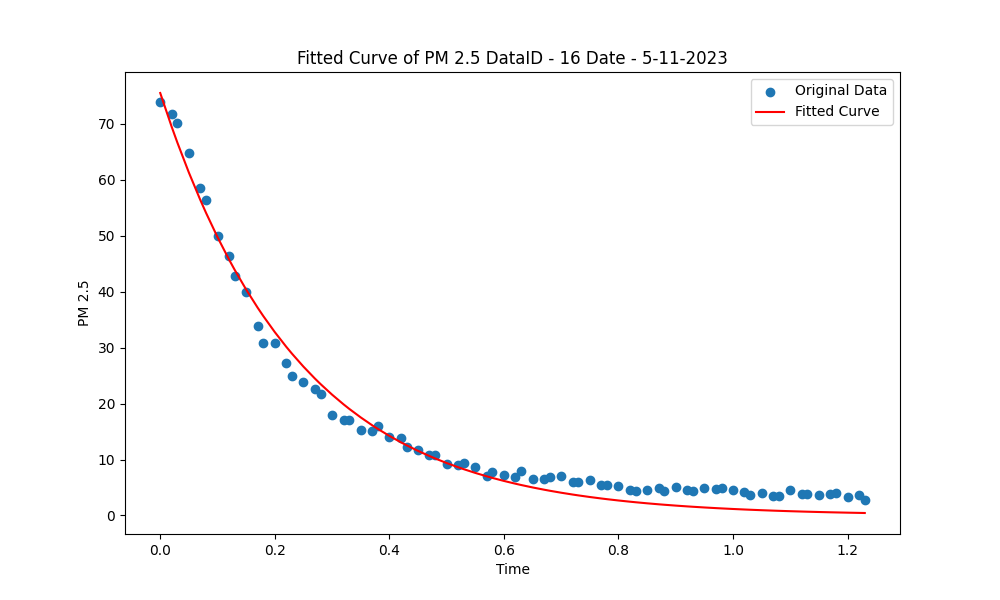 Fitted Curve of PM 2.5 DataID - 16 Date - 5-11-2023
Original Data
Fitted Curve
70
60
50
40
30
20
10
0
PM 2.5
0.0 0.2 0.4 0.6 0.8 1.0 1.2
Time